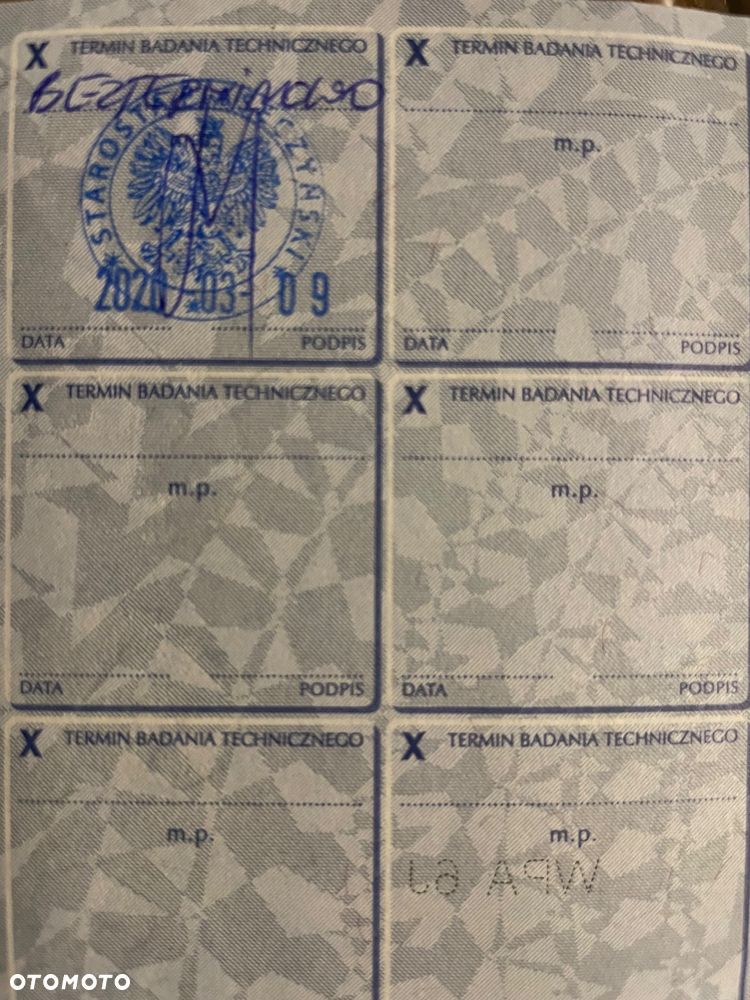 X TERMIN BADANIA TECHNICZNEGO
BEZTERMINOWO
STAROSTA
2020 -03- 09
DATA PODPIS
X TERMIN BADANIA TECHNICZNEGO
m.p.
DATA PODPIS
X TERMIN BADANIA TECHNICZNEGO
m.p.
DATA PODPIS
X TERMIN BADANIA TECHNICZNEGO
m.p.
DATA PODPIS
X TERMIN BADANIA TECHNICZNEGO
m.p.
X TERMIN BADANIA TECHNICZNEGO
m.p.
OTOMOTO